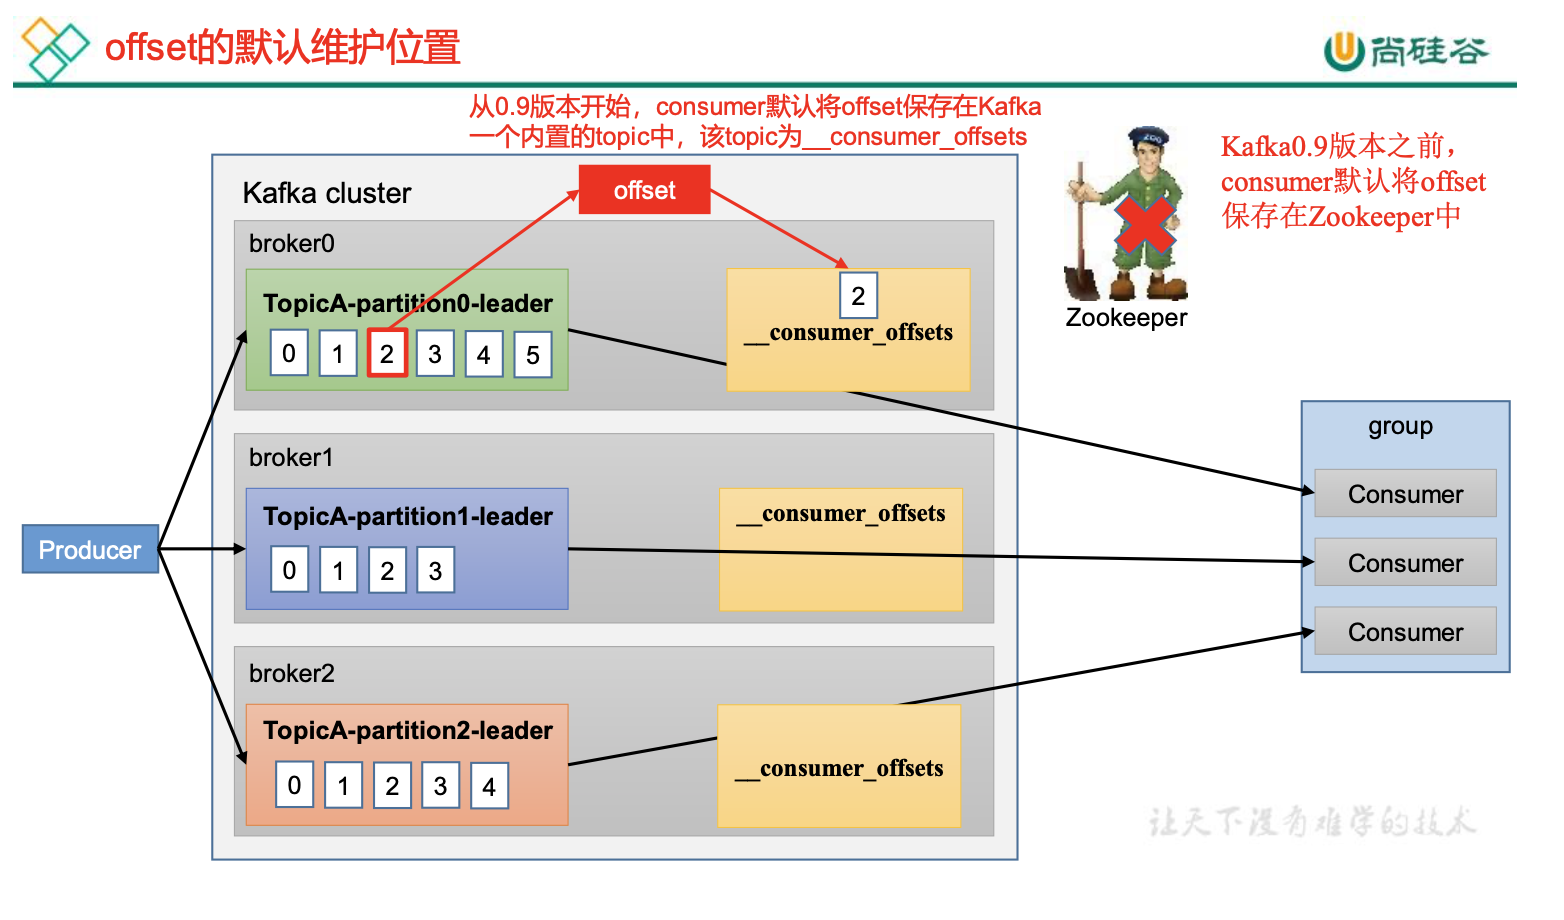 offset的默认维护位置
尚硅谷
从0.9版本开始，consumer默认将offset保存在Kafka
一个内置的topic中，该topic为__consumer_offsets
Kafka0.9版本之前，
consumer默认将offset
保存在Zookeeper中
ZOO
Zookeeper
Kafka cluster
offset
broker0
TopicA-partition0-leader
0 1 2 3 4 5
2
__consumer_offsets
broker1
TopicA-partition1-leader
0 1 2 3
__consumer_offsets
broker2
TopicA-partition2-leader
0 1 2 3 4
__consumer_offsets
Producer
group
Consumer
Consumer
Consumer
让天下没有难学的技术